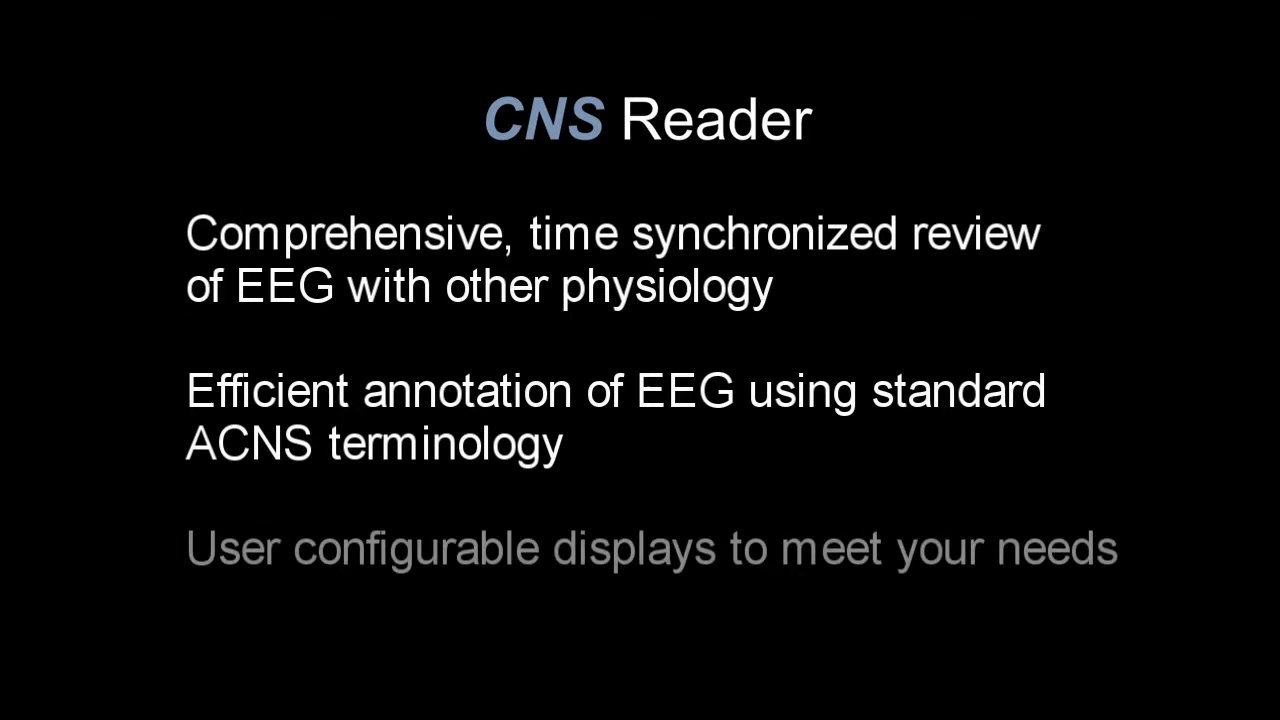 CNS Reader
Comprehensive, time synchronized review
of EEG with other physiology
Efficient annotation of EEG using standard
ACNS terminology
User configurable displays to meet your needs